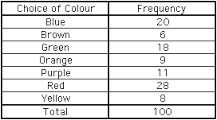 Choice of Colour Frequency
Blue 20
Brown 6
Green 18
Orange 9
Purple 11
Red 28
Yellow 8
Total 100